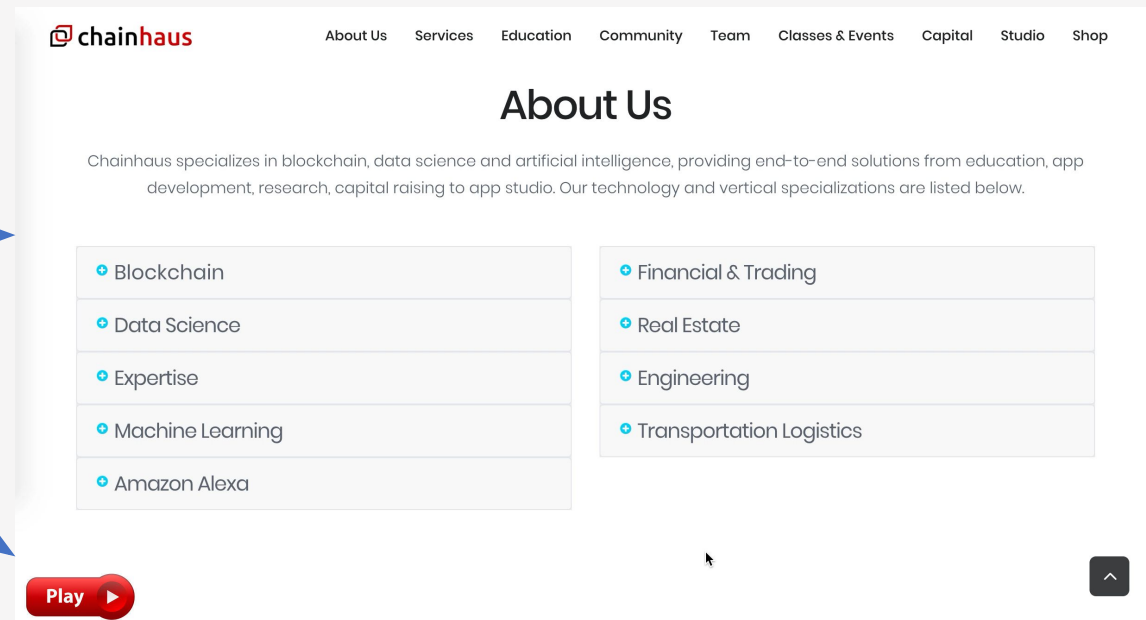 chainhaus
About Us Services Education Community Team Classes & Events Capital Studio Shop
About Us
Chainhaus specializes in blockchain, data science and artificial intelligence, providing end-to-end solutions from education, app
development, research, capital raising to app studio. Our technology and vertical specializations are listed below.
Blockchain
Data Science
Expertise
Machine Learning
Amazon Alexa
Financial & Trading
Real Estate
Engineering
Transportation Logistics
Play